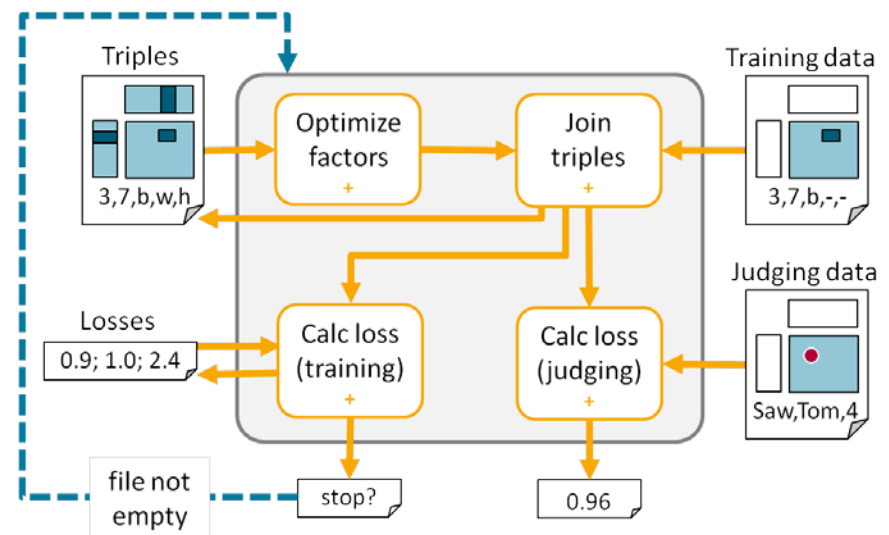 Triples
3,7,b,w,h
Optimize
factors
+
Join
triples
+
Training data
3,7,b,-,-
Judging data
Saw,Tom,4
Losses
0.9; 1.0; 2.4
Calc loss
(training)
+
Calc loss
(judging)
+
file not
empty
stop?
0.96